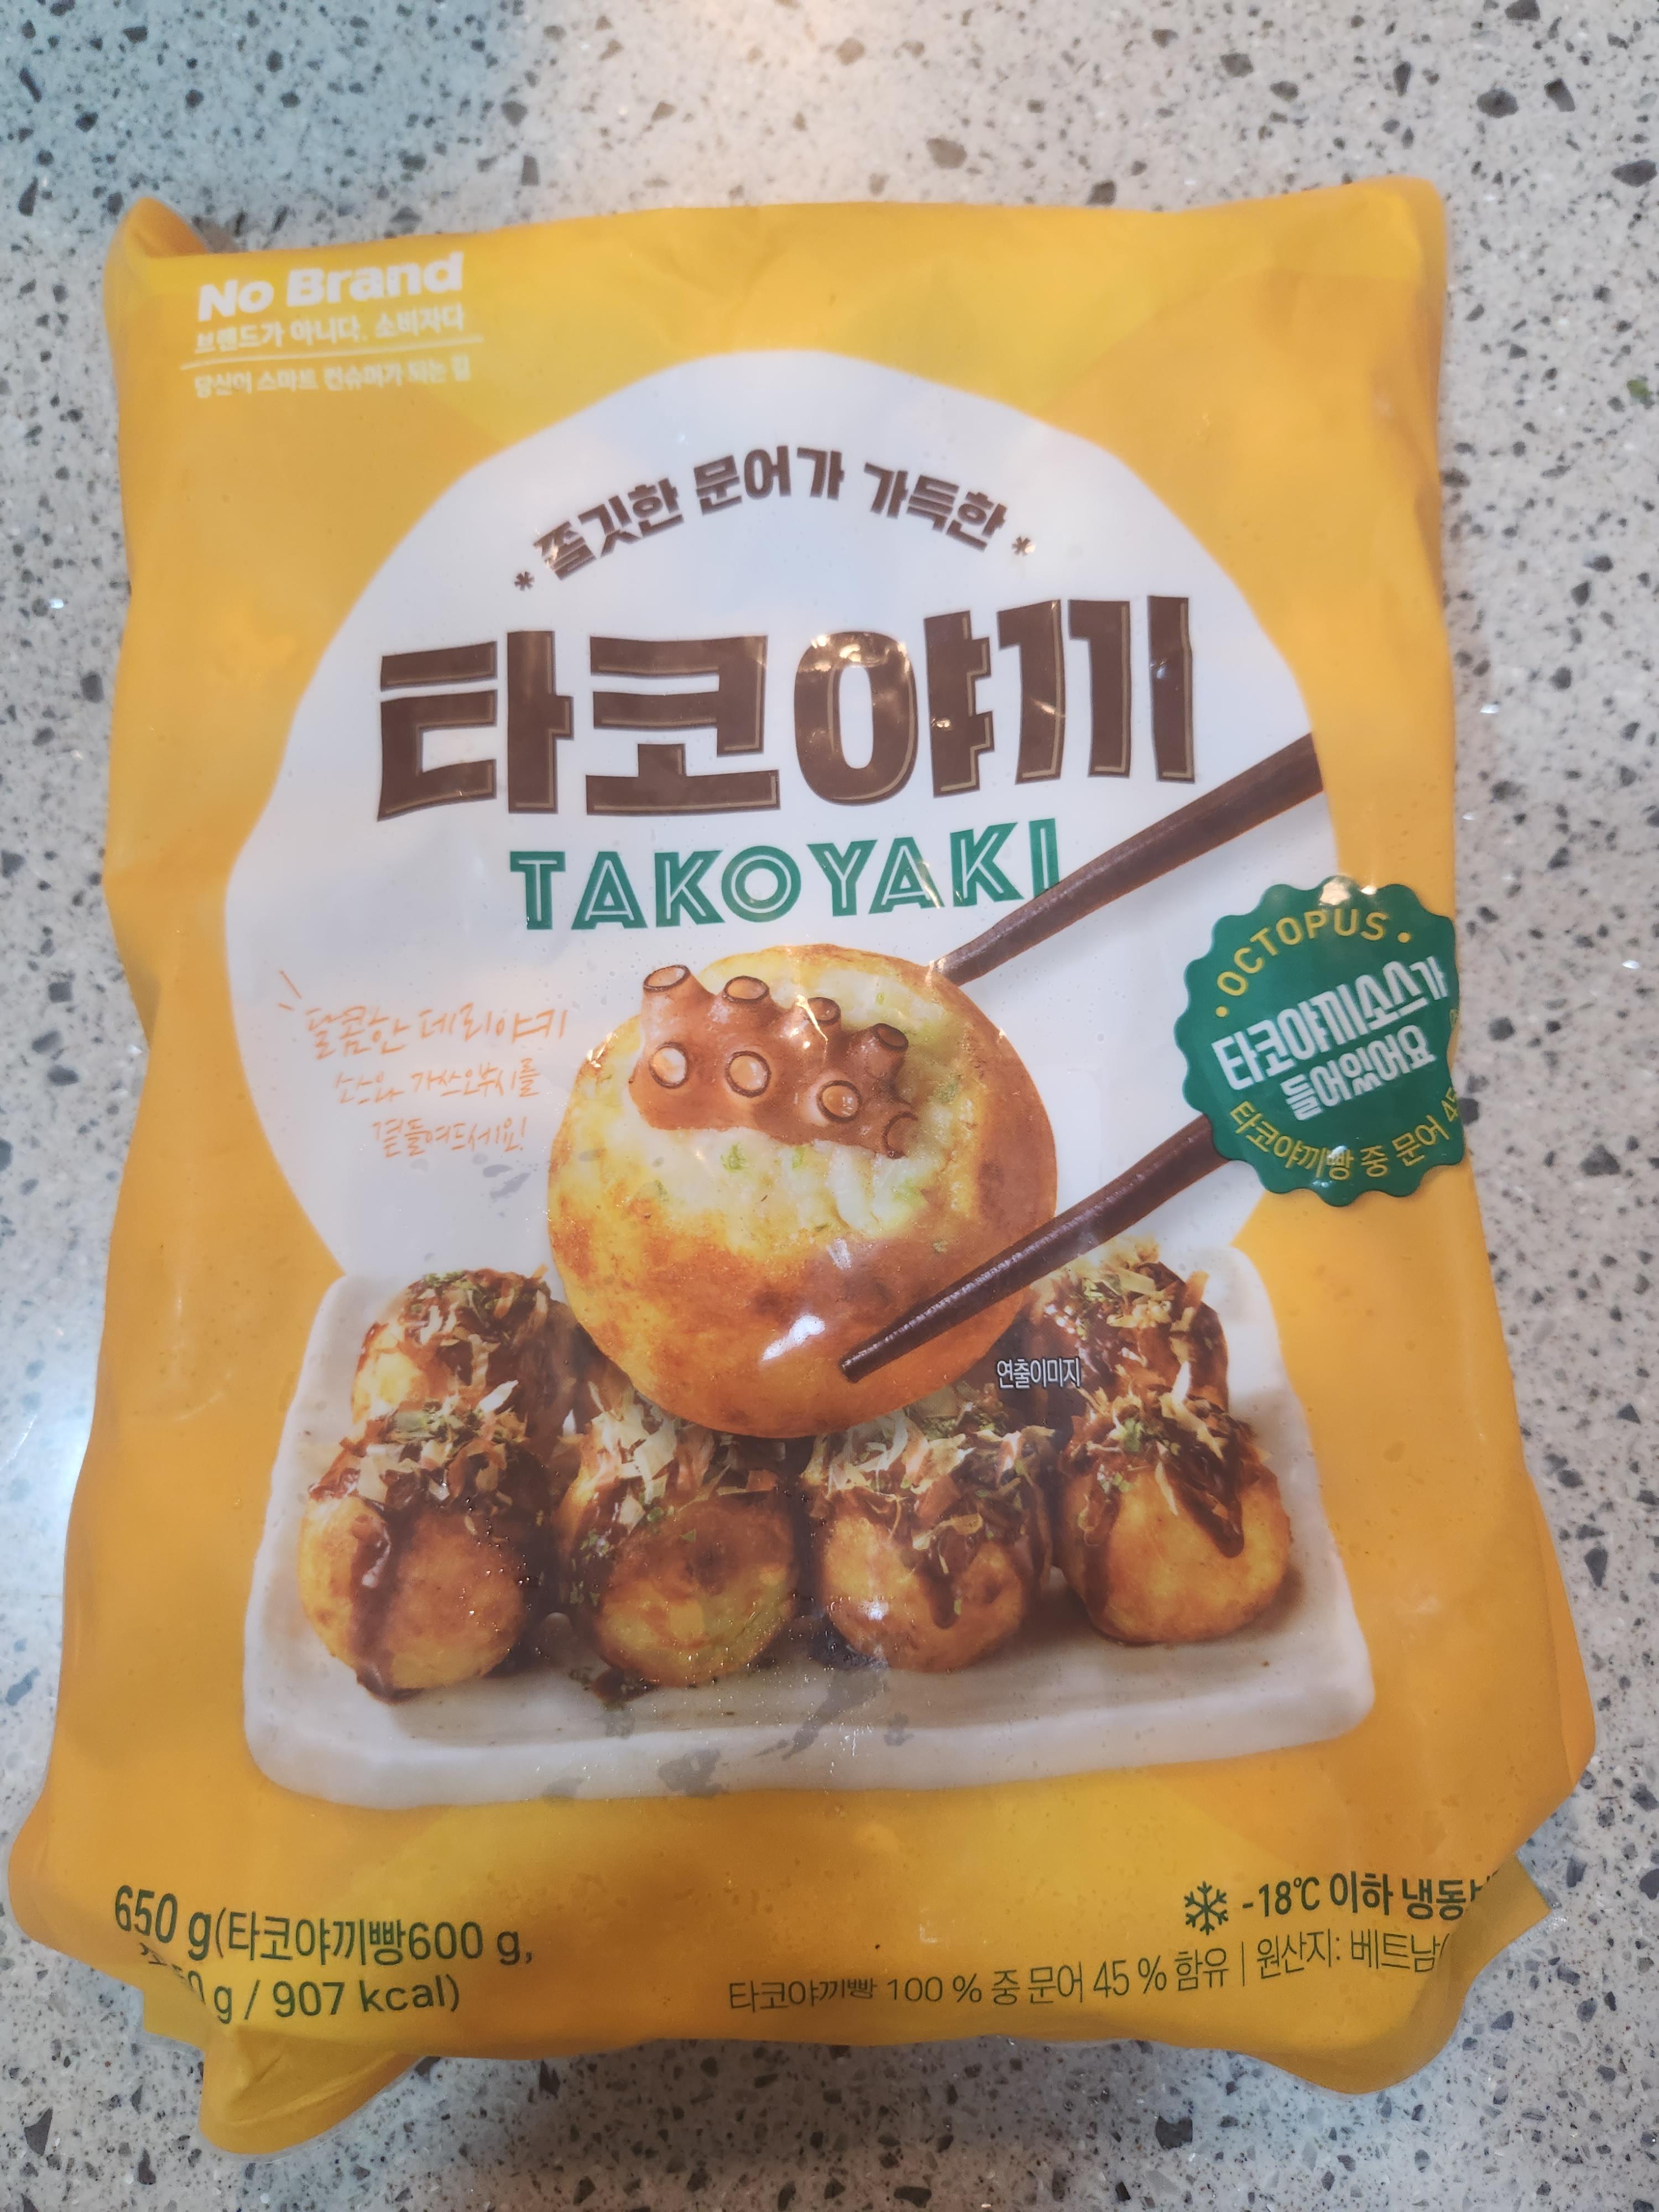 No Brand
브랜드가 아니다. 소비자다
당신이 스마트 컨슈머가 되는 길
* 쫄깃한 문어가 가득한 *
타코야끼
TAKOYAKI
달콤한 데리야키
소스와 가쓰오부시를
곁들여드세요!
• OCTOPUS •
타코야끼소스가
들어있어요
타코야끼빵 중 문어 45
연출이미지
650 g(타코야끼빵600 g,
0 g / 907 kcal)
-18℃ 이하 냉동
타코야끼빵 100 % 중 문어 45 % 함유 | 원산지: 베트남